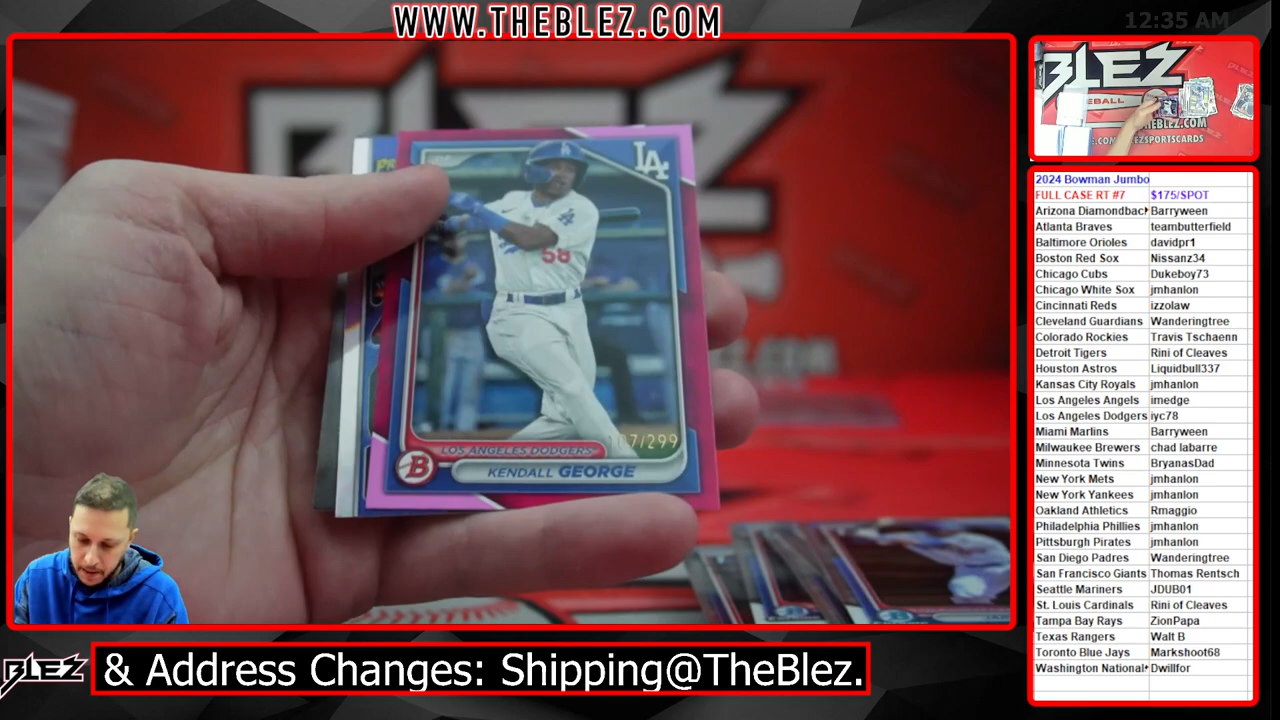 WWW.THEBLEZ.COM
12:35 AM
LA
58
/299
LOS ANGELES DODGERS
B
KENDALL GEORGE
BLEZ
BLEZ & Address Changes: Shipping@TheBlez.
2024 Bowman Jumbo
FULL CASE RT #7 $175/SPOT
Arizona Diamondback Barryween
Atlanta Braves teambutterfield
Baltimore Orioles davidpr1
Boston Red Sox Nissanz34
Chicago Cubs Dukeboy73
Chicago White Sox jmhanlon
Cincinnati Reds izzolaw
Cleveland Guardians Wanderingtree
Colorado Rockies Travis Tschaenn
Detroit Tigers Rini of Cleaves
Houston Astros Liquidbull337
Kansas City Royals jmhanlon
Los Angeles Angels imedge
Los Angeles Dodgers iyc78
Miami Marlins Barryween
Milwaukee Brewers chad labarre
Minnesota Twins BryanasDad
New York Mets jmhanlon
New York Yankees jmhanlon
Oakland Athletics Rmaggio
Philadelphia Phillies jmhanlon
Pittsburgh Pirates jmhanlon
San Diego Padres Wanderingtree
San Francisco Giants Thomas Rentsch
Seattle Mariners JDUB01
St. Louis Cardinals Rini of Cleaves
Tampa Bay Rays ZionPapa
Texas Rangers Walt B
Toronto Blue Jays Markshoot68
Washington National Dwillfor